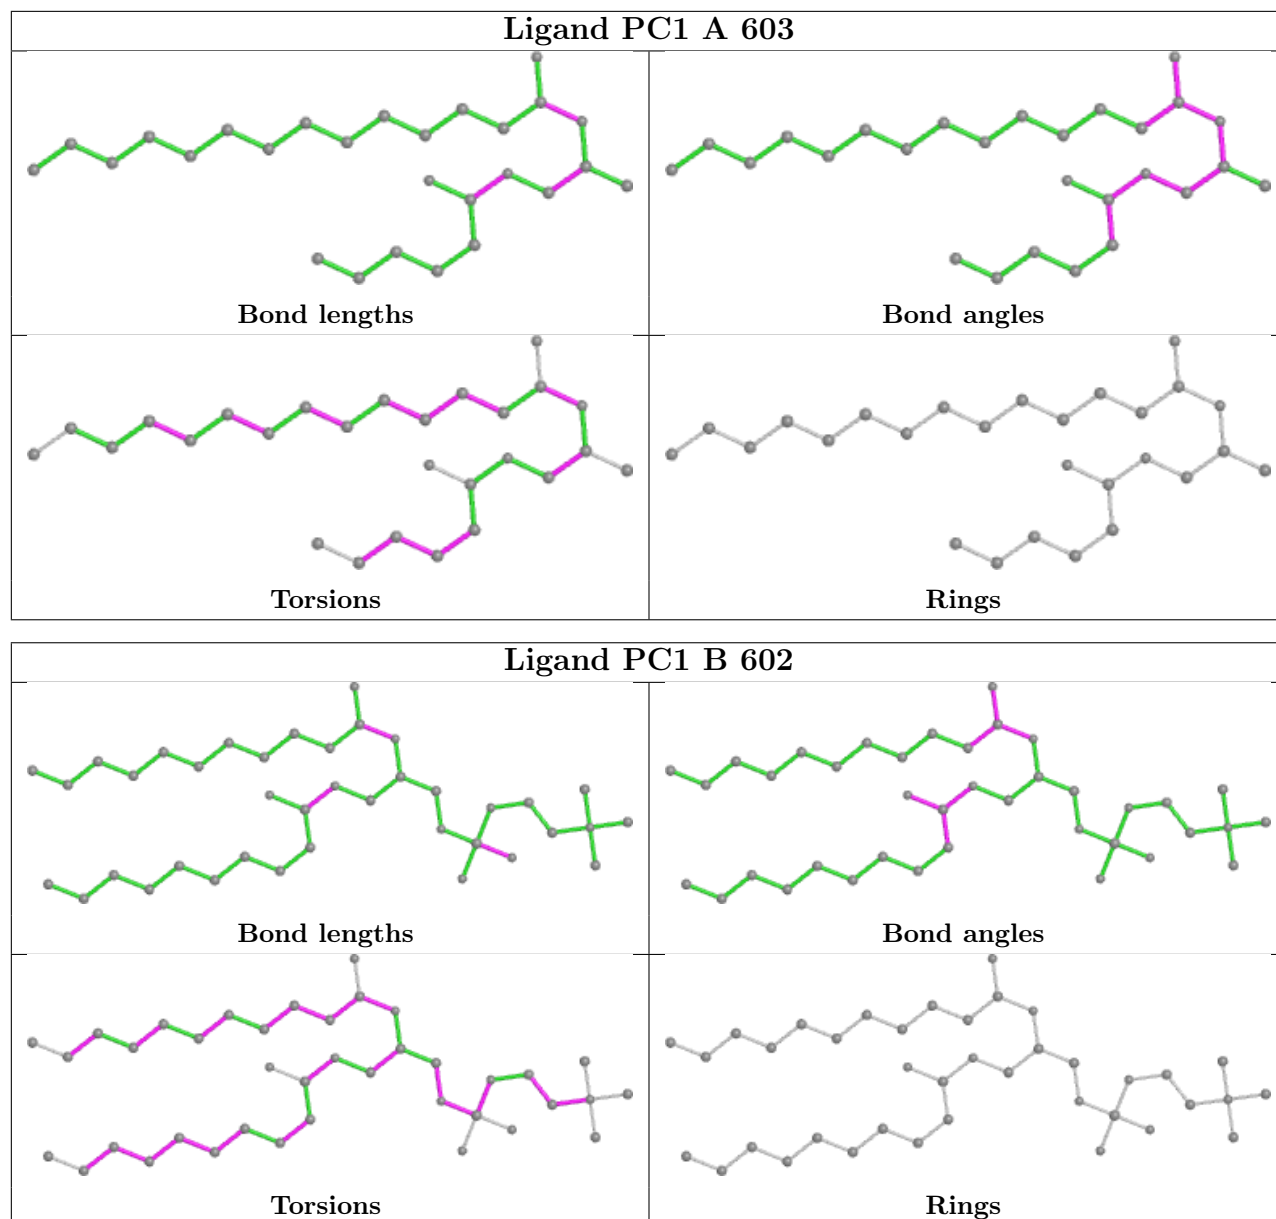 Ligand PC1 A 603
Bond lengths
Bond angles
Torsions
Rings
Ligand PC1 B 602
Bond lengths
Bond angles
Torsions
Rings